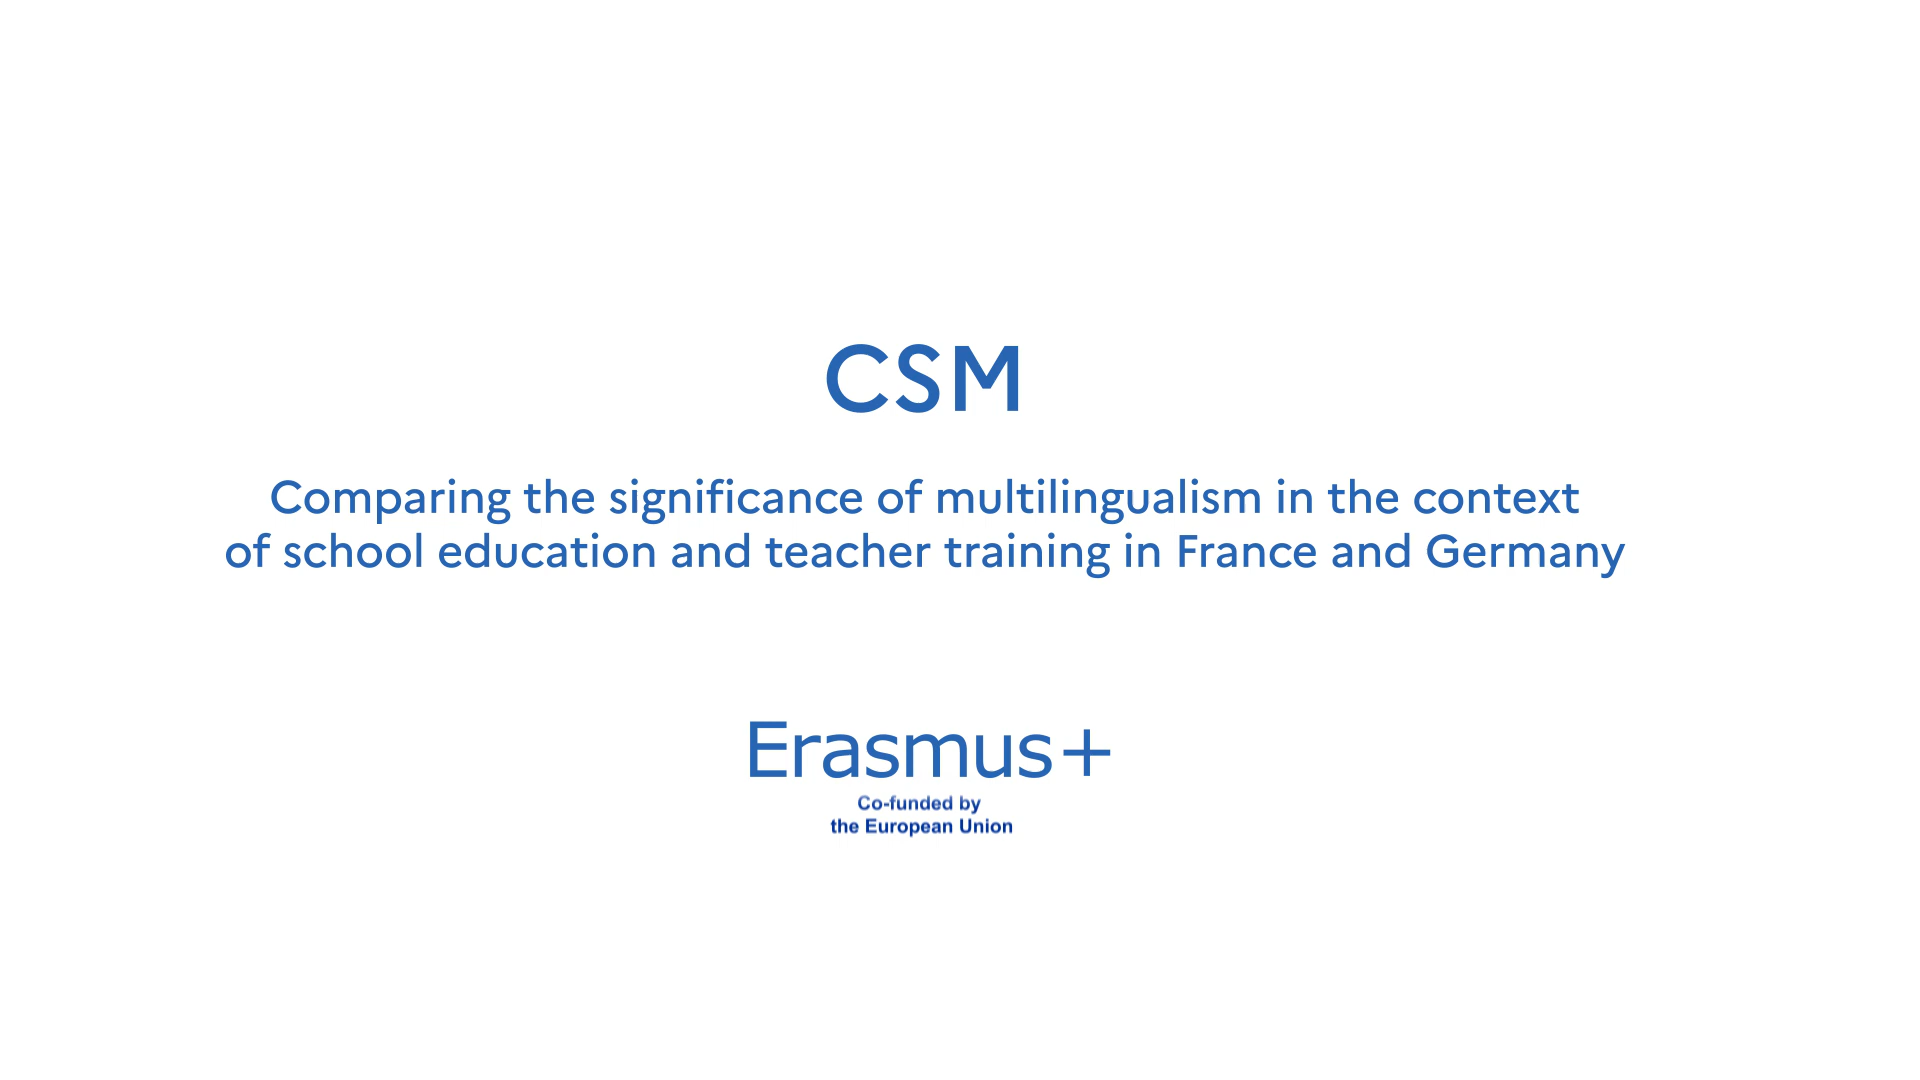 CSM
Comparing the significance of multilingualism in the context
of school education and teacher training in France and Germany
Erasmus+
Co-funded by
the European Union